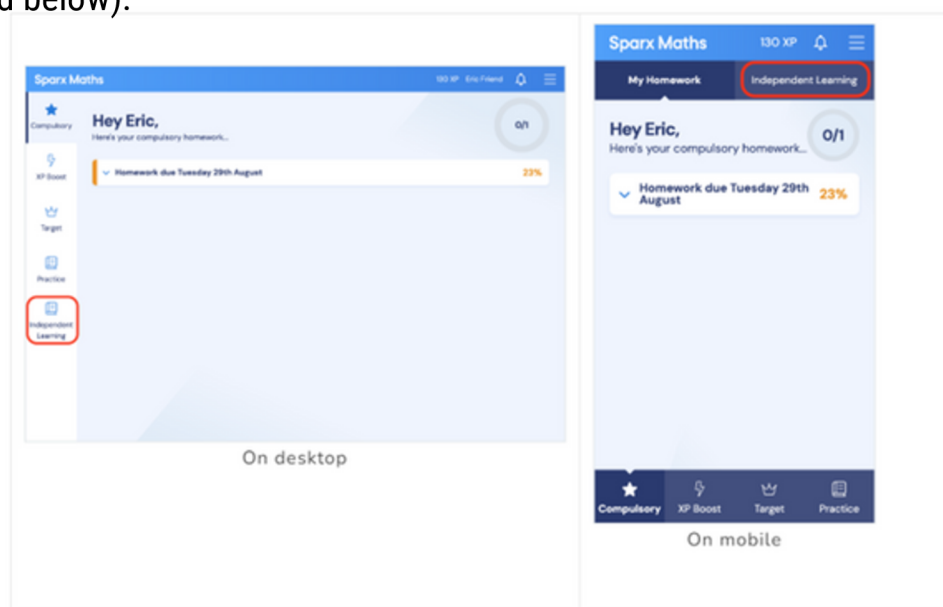 d below):
Sparx Maths
130 XP Eric Friend
Compulsory
XP Boost
Target
Practice
Independent
Learning
Hey Eric,
Here's your compulsory homework...
0/1
Homework due Tuesday 29th August
23%
On desktop
Sparx Maths
130 XP
My Homework
Independent Learning
Hey Eric,
Here's your compulsory homework...
0/1
Homework due Tuesday 29th
August
23%
Compulsory
XP Boost
Target
Practice
On mobile